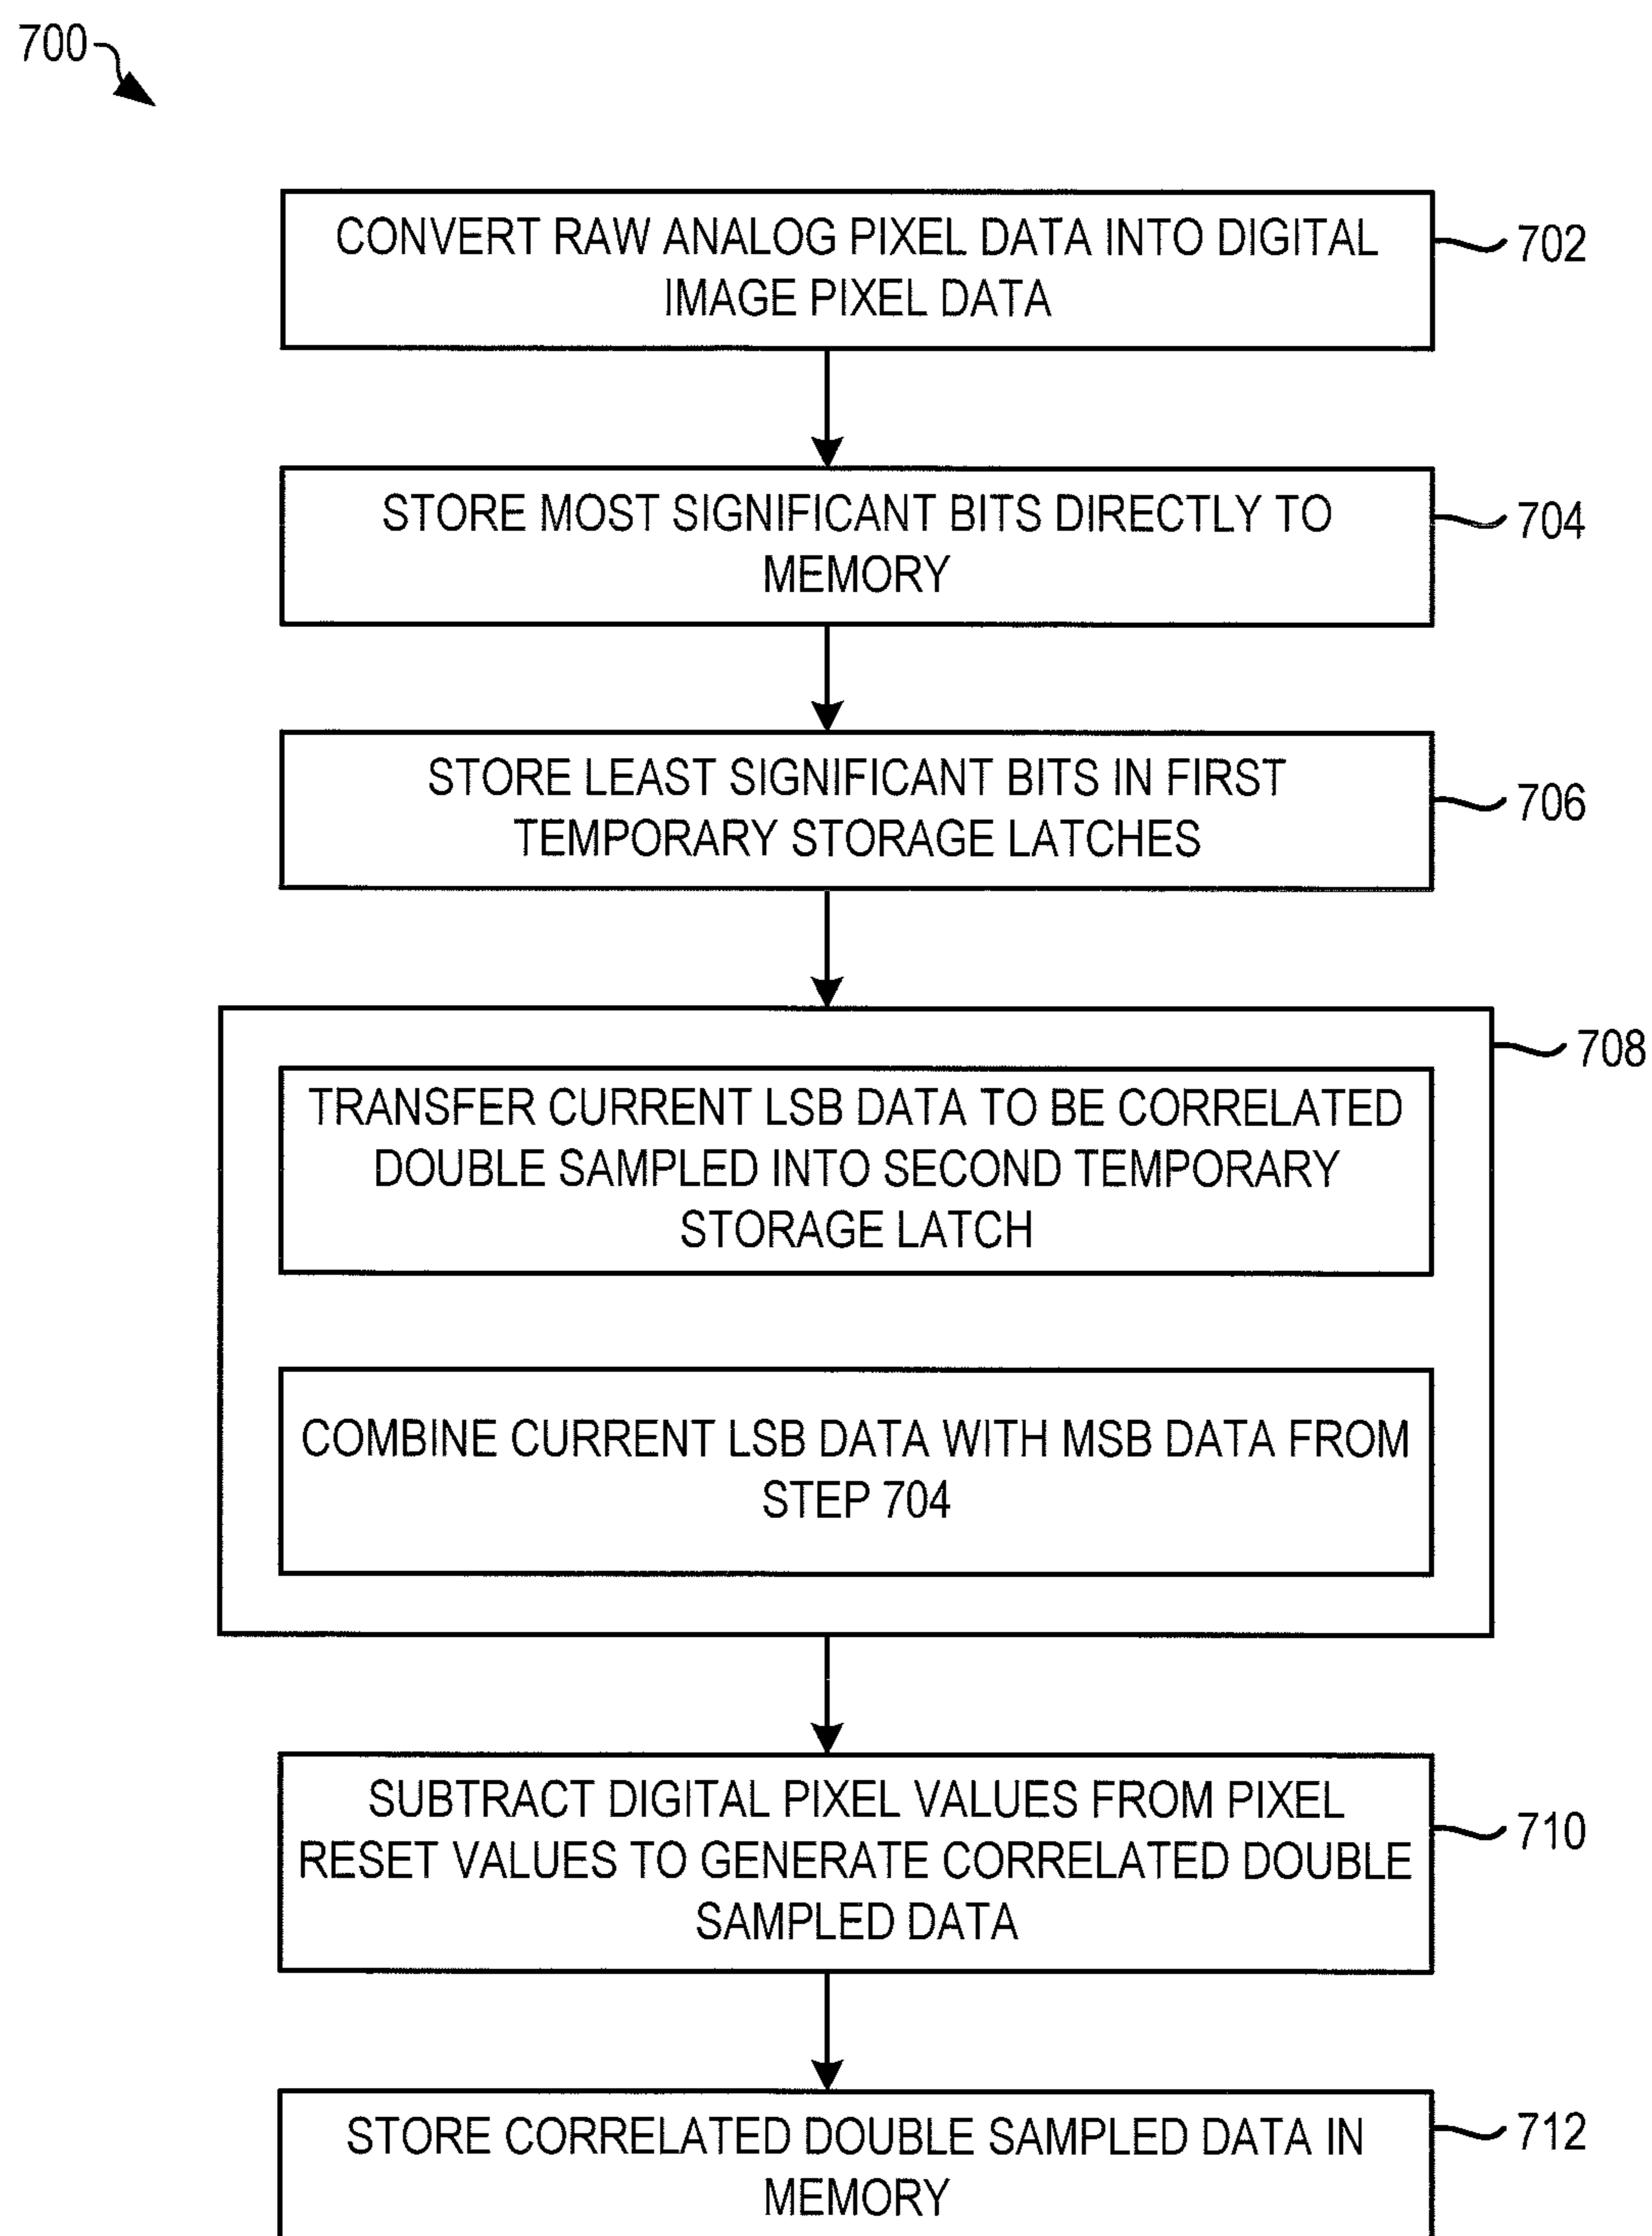 700
CONVERT RAW ANALOG PIXEL DATA INTO DIGITAL
IMAGE PIXEL DATA
702
STORE MOST SIGNIFICANT BITS DIRECTLY TO
MEMORY
704
STORE LEAST SIGNIFICANT BITS IN FIRST
TEMPORARY STORAGE LATCHES
706
708
TRANSFER CURRENT LSB DATA TO BE CORRELATED
DOUBLE SAMPLED INTO SECOND TEMPORARY
STORAGE LATCH
COMBINE CURRENT LSB DATA WITH MSB DATA FROM
STEP 704
SUBTRACT DIGITAL PIXEL VALUES FROM PIXEL
RESET VALUES TO GENERATE CORRELATED DOUBLE
SAMPLED DATA
710
STORE CORRELATED DOUBLE SAMPLED DATA IN
MEMORY
712